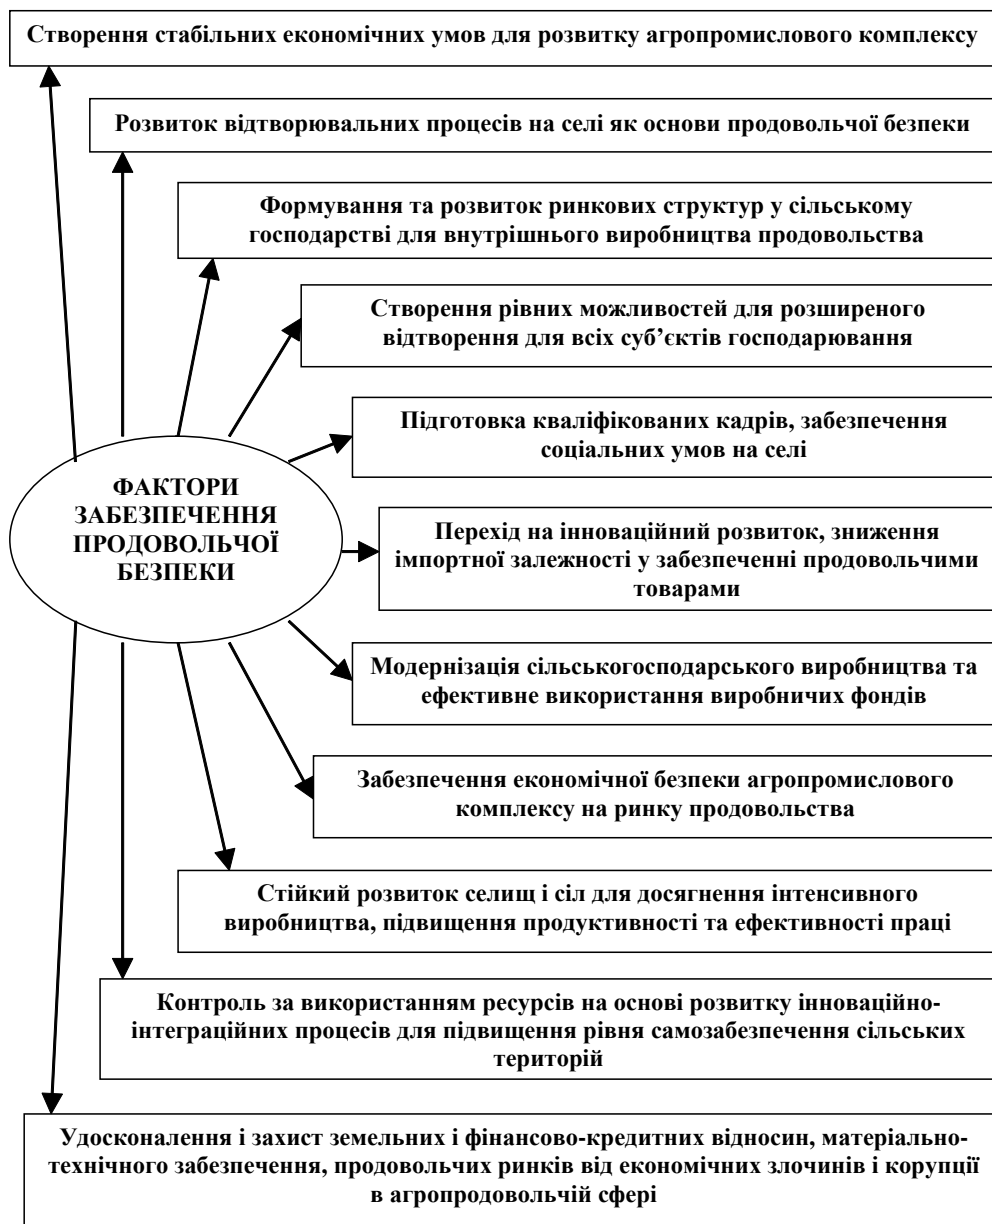 Створення стабільних економічних умов для розвитку агропромислового комплексу
Розвиток відтворювальних процесів на селі як основи продовольчої безпеки
Формування та розвиток ринкових структур у сільському
господарстві для внутрішнього виробництва продовольства
Створення рівних можливостей для розширеного
відтворення для всіх суб’єктів господарювання
Підготовка кваліфікованих кадрів, забезпечення
соціальних умов на селі
ФАКТОРИ
ЗАБЕЗПЕЧЕННЯ
ПРОДОВОЛЬЧОЇ
БЕЗПЕКИ
Перехід на інноваційний розвиток, зниження
імпортної залежності у забезпеченні продовольчими
товарами
Модернізація сільськогосподарського виробництва та
ефективне використання виробничих фондів
Забезпечення економічної безпеки агропромислового
комплексу на ринку продовольства
Стійкий розвиток селищ і сіл для досягнення інтенсивного
виробництва, підвищення продуктивності та ефективності праці
Контроль за використанням ресурсів на основі розвитку інноваційно-
інтеграційних процесів для підвищення рівня самозабезпечення сільських
територій
Удосконалення і захист земельних і фінансово-кредитних відносин, матеріально-
технічного забезпечення, продовольчих ринків від економічних злочинів і корупції
в агропродовольчій сфері